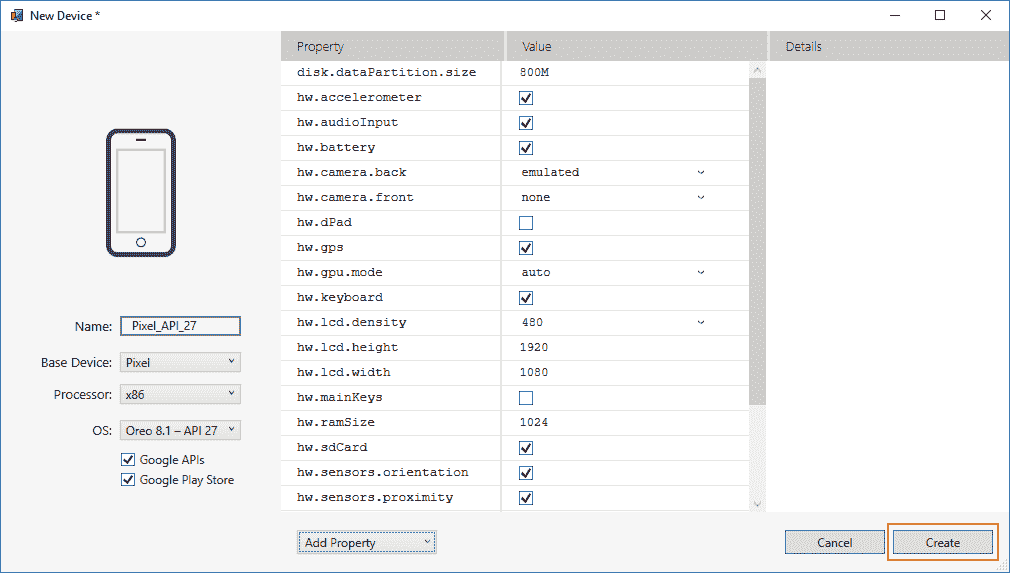 New Device *
Property Value Details
disk.dataPartition.size 800M
hw.accelerometer
hw.audioInput
hw.battery
hw.camera.back emulated
hw.camera.front none
hw.dPad
hw.gps
hw.gpu.mode auto
hw.keyboard
hw.lcd.density 480
hw.lcd.height 1920
hw.lcd.width 1080
hw.mainKeys
hw.ramSize 1024
hw.sdCard
hw.sensors.orientation
hw.sensors.proximity
Name: Pixel_API_27
Base Device: Pixel
Processor: x86
OS: Oreo 8.1 – API 27
Google APIs
Google Play Store
Add Property
Cancel
Create